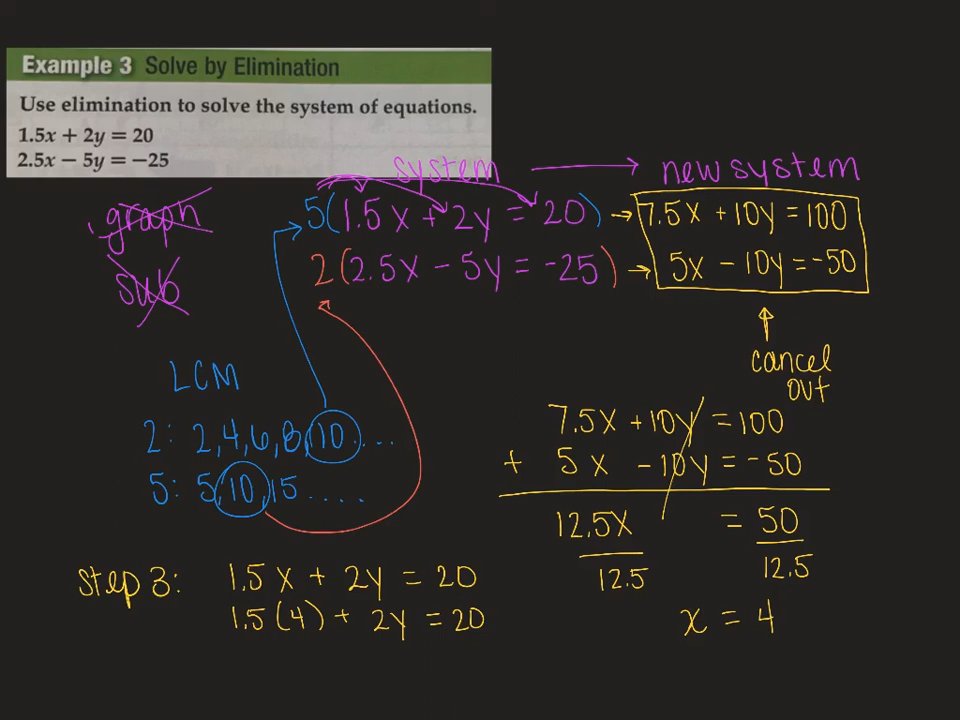 Example 3 Solve by Elimination
Use elimination to solve the system of equations.
1.5x + 2y = 20
2.5x − 5y = −25
system → new system
graph
sub
5(1.5x + 2y = 20) → 7.5x + 10y = 100
2(2.5x − 5y = -25) → 5x − 10y = -50
cancel
out
LCM
2: 2, 4, 6, 8, 10 ....
5: 5, 10, 15 ....
7.5x + 10y = 100
+ 5x − 10y = -50
12.5x = 50
12.5 12.5
x = 4
Step 3: 1.5x + 2y = 20
1.5(4) + 2y = 20